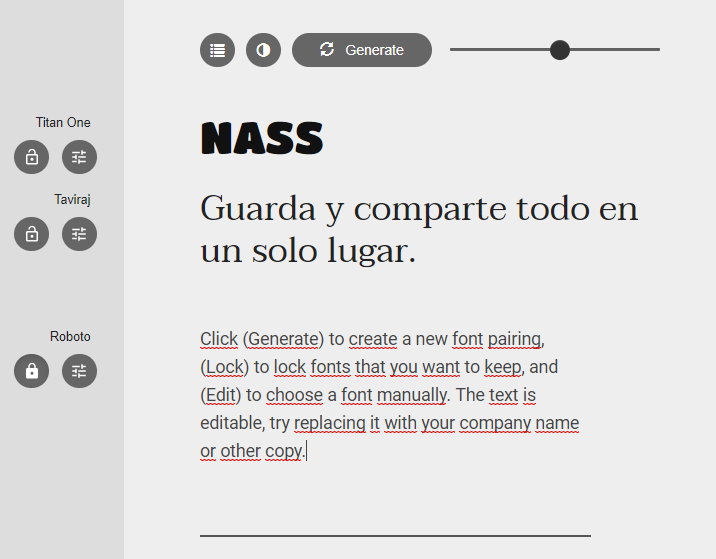 Generate
Titan One
NASS
Taviraj
Guarda y comparte todo en
un solo lugar.
Roboto
Click (Generate) to create a new font pairing,
(Lock) to lock fonts that you want to keep, and
(Edit) to choose a font manually. The text is
editable, try replacing it with your company name
or other copy.